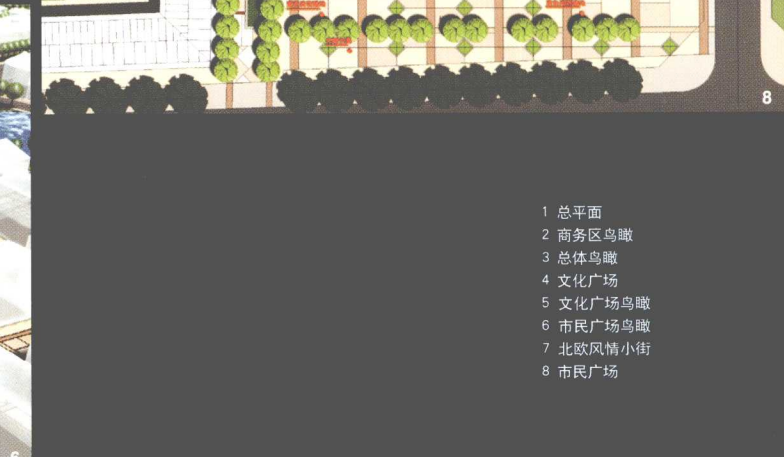 8
1 总平面
2 商务区鸟瞰
3 总体鸟瞰
4 文化广场
5 文化广场鸟瞰
6 市民广场鸟瞰
7 北欧风情小街
8 市民广场
6